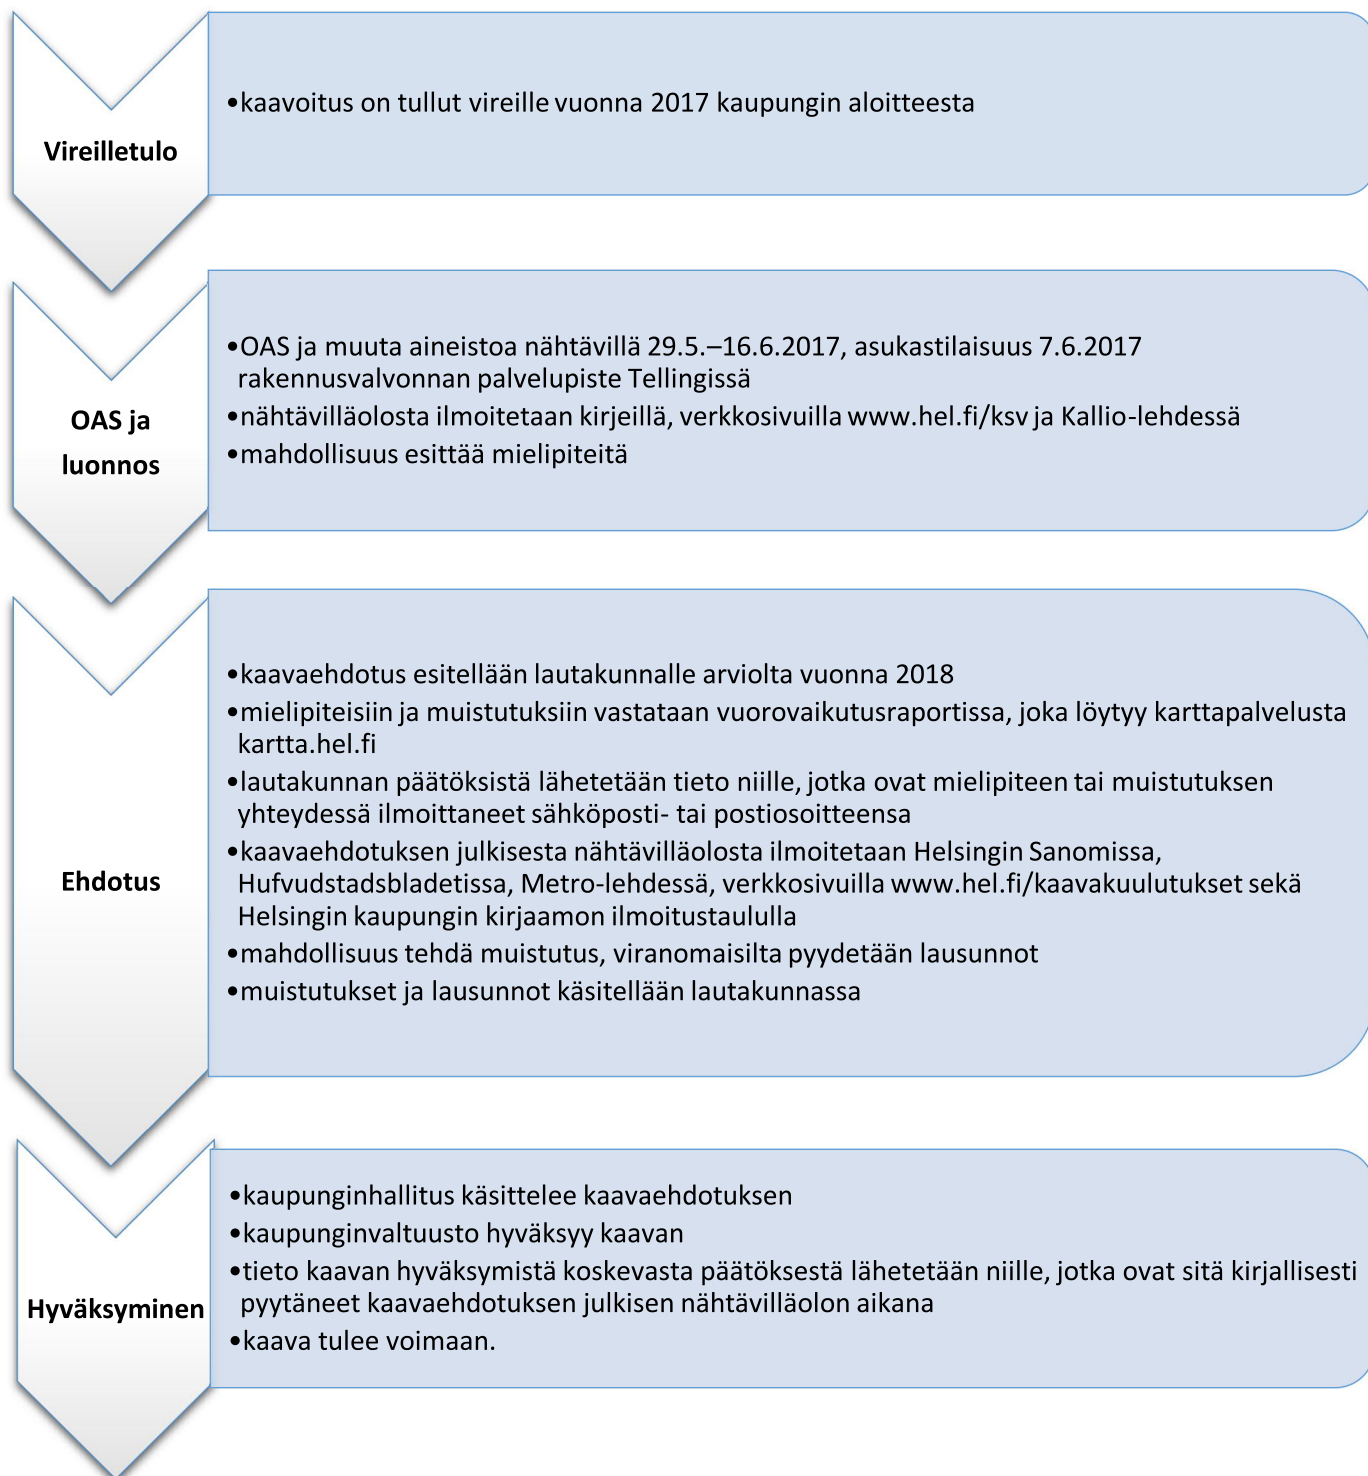 Vireilletulo
•kaavoitus on tullut vireille vuonna 2017 kaupungin aloitteesta
OAS ja
luonnos
•OAS ja muuta aineistoa nähtävillä 29.5.–16.6.2017, asukastilaisuus 7.6.2017
rakennusvalvonnan palvelupiste Tellingissä
•nähtävilläolosta ilmoitetaan kirjeillä, verkkosivuilla www.hel.fi/ksv ja Kallio-lehdessä
•mahdollisuus esittää mielipiteitä
Ehdotus
•kaavaehdotus esitellään lautakunnalle arviolta vuonna 2018
•mielipiteisiin ja muistutuksiin vastataan vuorovaikutusraportissa, joka löytyy karttapalvelusta
kartta.hel.fi
•lautakunnan päätöksistä lähetetään tieto niille, jotka ovat mielipiteen tai muistutuksen
yhteydessä ilmoittaneet sähköposti- tai postiosoitteensa
•kaavaehdotuksen julkisesta nähtävilläolosta ilmoitetaan Helsingin Sanomissa,
Hufvudstadsbladetissa, Metro-lehdessä, verkkosivuilla www.hel.fi/kaavakuulutukset sekä
Helsingin kaupungin kirjaamon ilmoitustaululla
•mahdollisuus tehdä muistutus, viranomaisilta pyydetään lausunnot
•muistutukset ja lausunnot käsitellään lautakunnassa
Hyväksyminen
•kaupunginhallitus käsittelee kaavaehdotuksen
•kaupunginvaltuusto hyväksyy kaavan
•tieto kaavan hyväksymistä koskevasta päätöksestä lähetetään niille, jotka ovat sitä kirjallisesti
pyytäneet kaavaehdotuksen julkisen nähtävilläolon aikana
•kaava tulee voimaan.